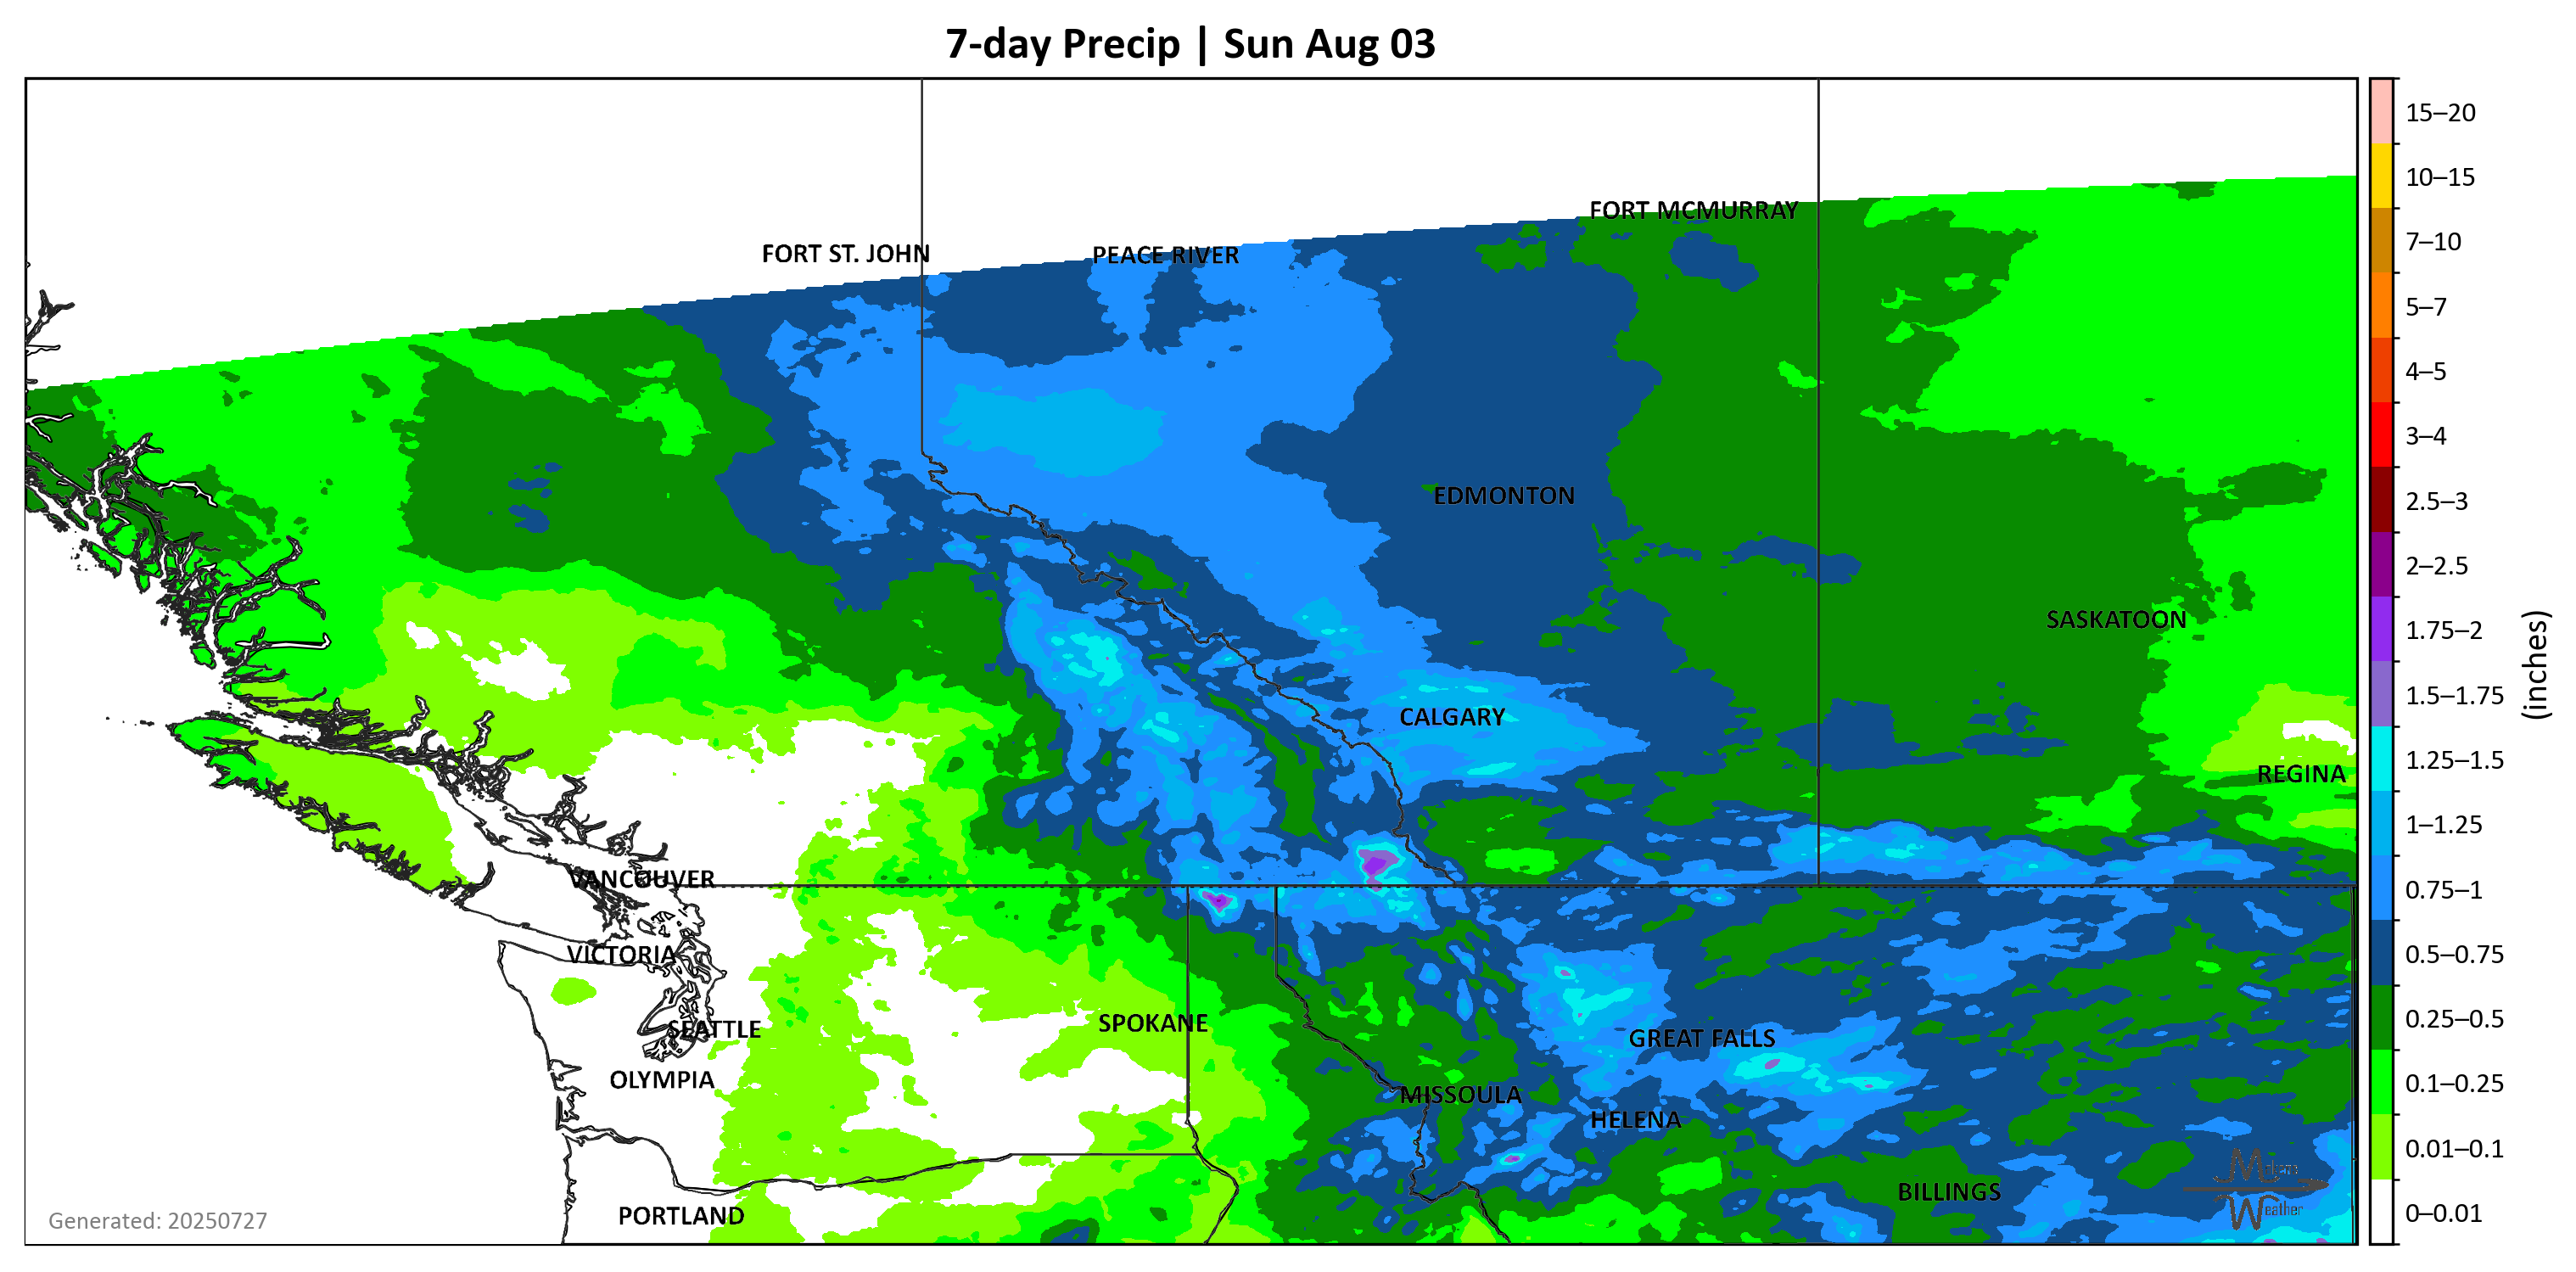 7-day Precip | Sun Aug 03
FORT MCMURRAY
FORT ST. JOHN
PEACE RIVER
EDMONTON
SASKATOON
CALGARY
REGINA
VANCOUVER
VICTORIA
SPOKANE
SEATTLE
GREAT FALLS
OLYMPIA
MISSOULA
HELENA
BILLINGS
PORTLAND
Generated: 20250727
Weather
15–20
10–15
7–10
5–7
4–5
3–4
2.5–3
2–2.5
1.75–2
1.5–1.75
1.25–1.5
1–1.25
0.75–1
0.5–0.75
0.25–0.5
0.1–0.25
0.01–0.1
0–0.01
(inches)